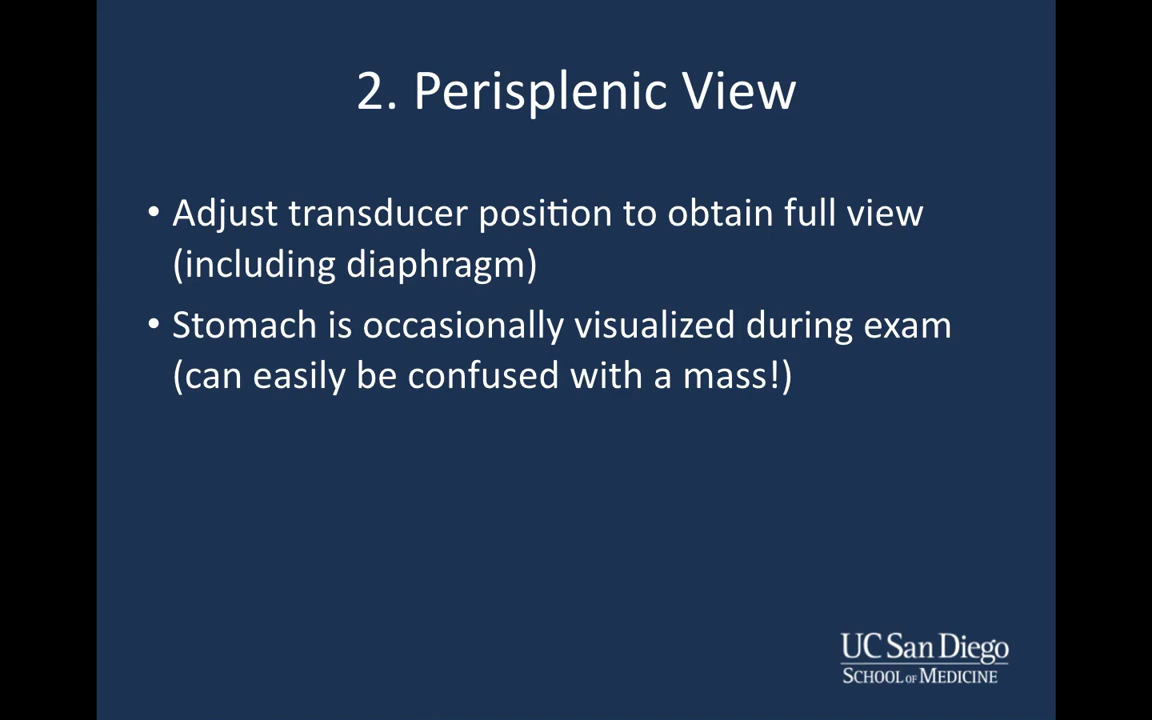 2. Perisplenic View
• Adjust transducer position to obtain full view
(including diaphragm)
• Stomach is occasionally visualized during exam
(can easily be confused with a mass!)
UC San Diego
SCHOOL OF MEDICINE